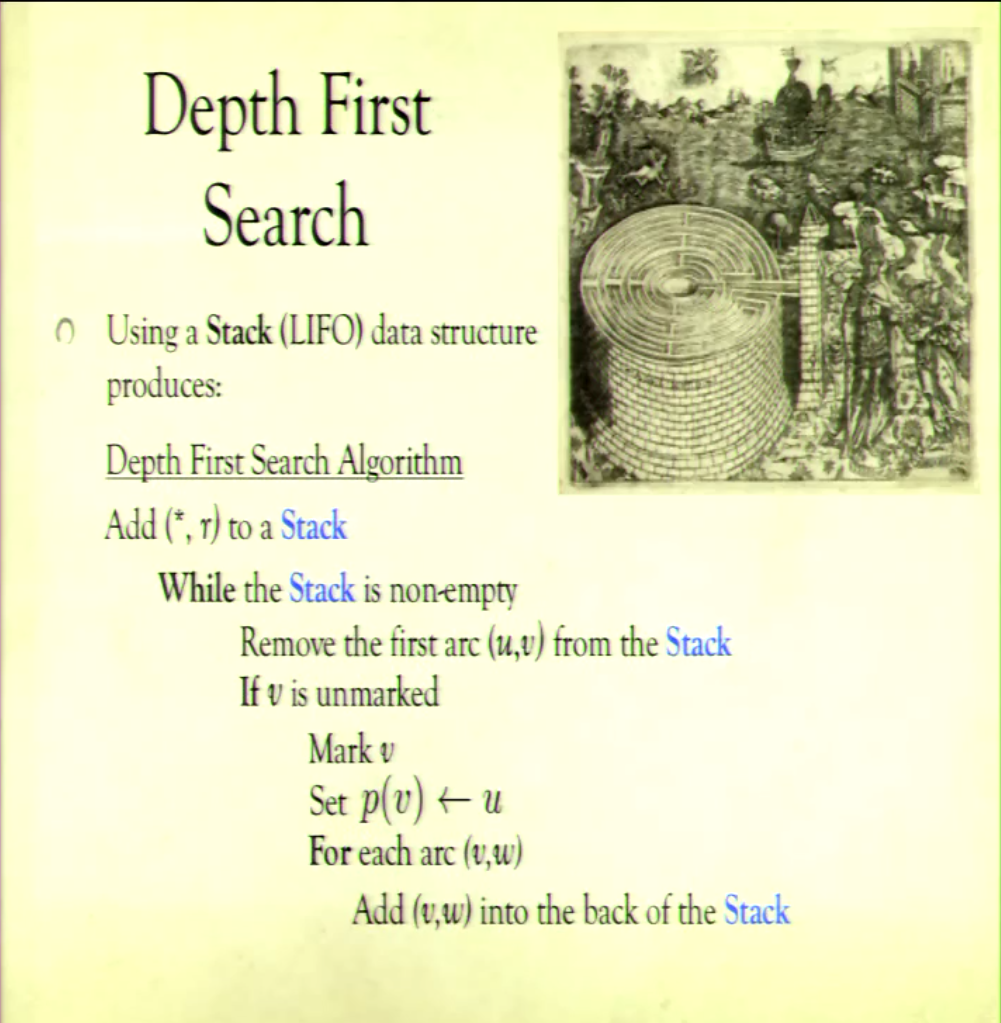 Depth First
Search
Using a Stack (LIFO) data structure
produces:
Depth First Search Algorithm
Add (*, r) to a Stack
While the Stack is non-empty
Remove the first arc (u,v) from the Stack
If v is unmarked
Mark v
Set p(v) ← u
For each arc (v,w)
Add (v,w) into the back of the Stack